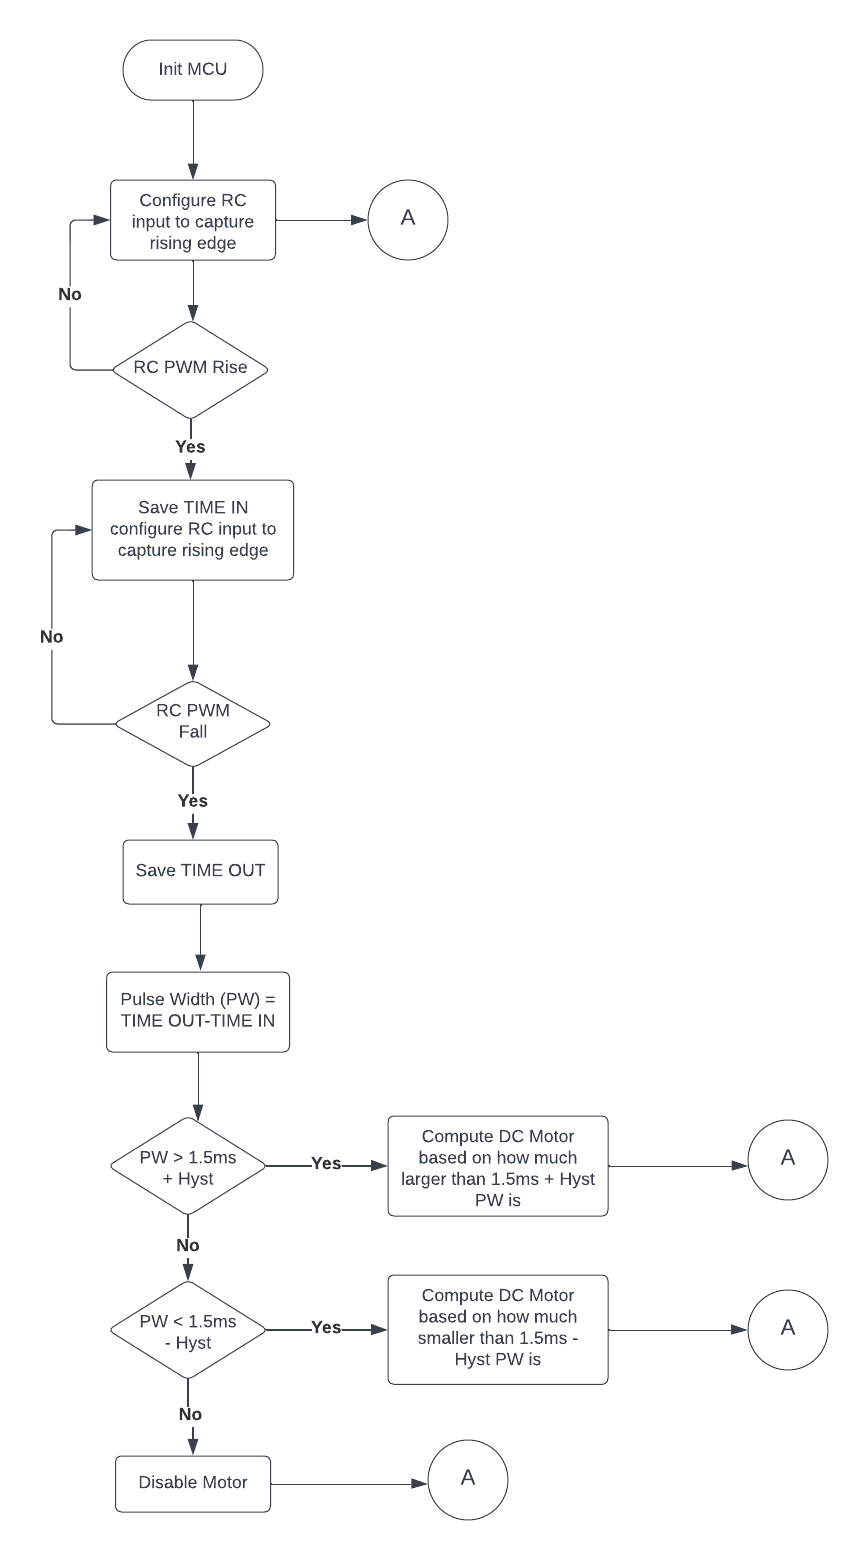 Init MCU
Configure RC
input to capture
rising edge
A
No
RC PWM Rise
Yes
Save TIME IN
configure RC input to
capture rising edge
No
RC PWM
Fall
Yes
Save TIME OUT
Pulse Width (PW) =
TIME OUT-TIME IN
PW > 1.5ms
+ Hyst
Yes
Compute DC Motor
based on how much
larger than 1.5ms + Hyst
PW is
A
No
PW < 1.5ms
- Hyst
Yes
Compute DC Motor
based on how much
smaller than 1.5ms -
Hyst PW is
A
No
Disable Motor
A